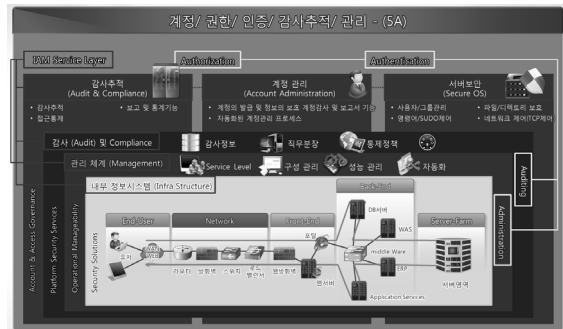 계정/ 권한/ 인증/ 감사추적/ 관리 - (5A)
IAM Service Layer
Authorization
Authentication
감사추적
(Audit & Compliance)
• 감사추적
• 접근통제
• 보고 및 통계기능
계정 관리
(Account Administration)
• 계정의 발급 및 정보의 보호 계정감사 및 보고서 기능
• 자동화된 계정관리 프로세스
서버보안
(Secure OS)
• 사용자/그룹관리
• 명령어/SUDO제어
• 파일/디렉토리 보호
• 네트워크 제어(TCP제어)
감사 (Audit) 및 Compliance
감사정보
직무분장
통제정책
관리 체계 (Management)
Service Level
구성 관리
성능 관리
자동화
내부 정보시스템 (Infra Structure)
Account & Access Governance
Platform Security Services
Operational Manageability
Security Solutions
End-User
Network
Front-End
Back-End
Server-Farm
유저
WEB
라우터
방화벽
스위치
로드
밸런서
웹방화벽
포탈
웹서버
DB서버
WAS
middle Ware
ERP
Application Services
서버영역
Auditing
Administration